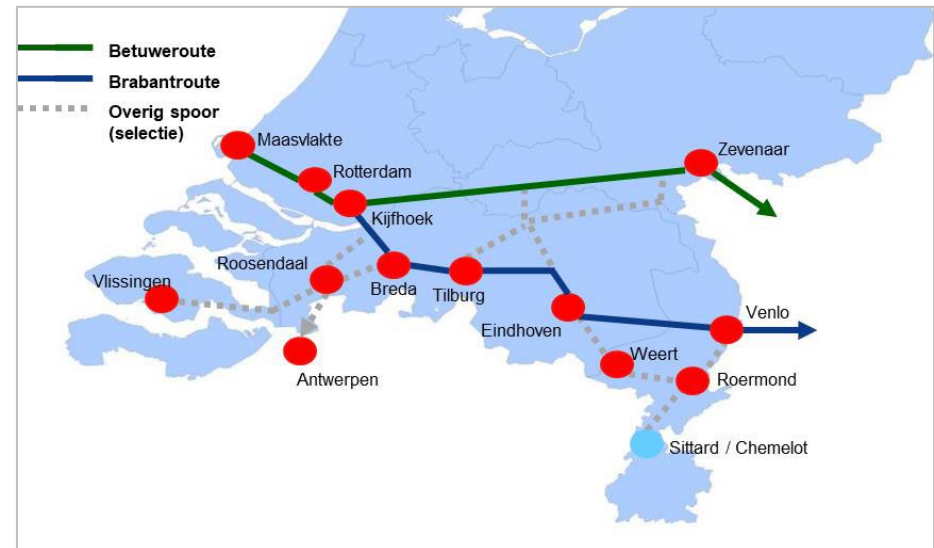 Betuweroute
Brabantroute
Overig spoor
(selectie)
Maasvlakte
Zevenaar
Rotterdam
Kijfhoek
Roosendaal
Vlissingen
Breda
Tilburg
Venlo
Eindhoven
Weert
Antwerpen
Roermond
Sittard / Chemelot